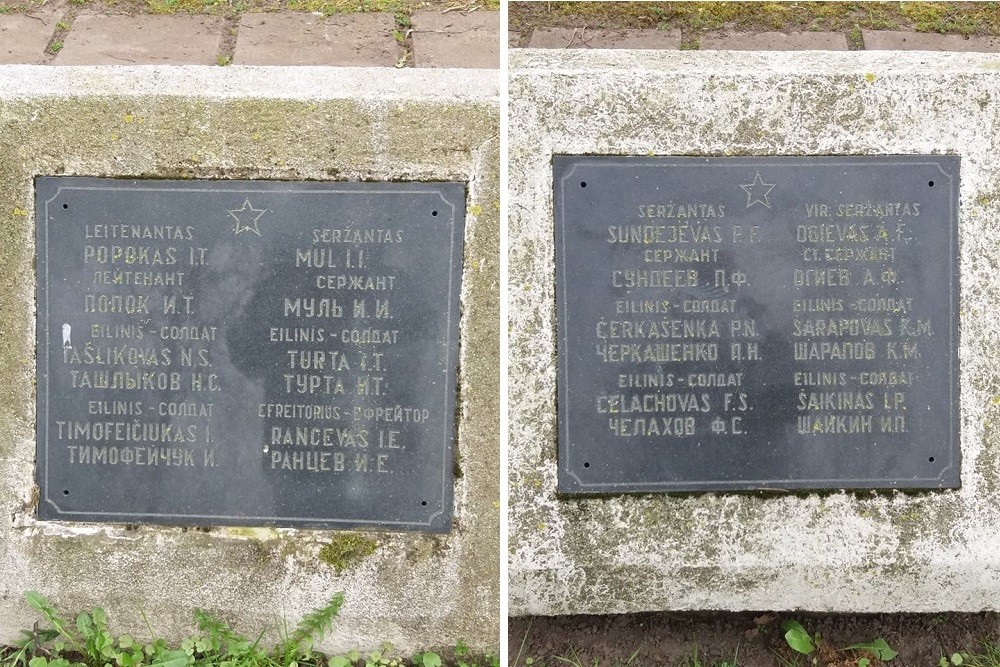 LEITENANTAS
POPOKAS I.T.
ЛЕЙТЕНАНТ
ПОПОК И.Т.
EILINIS-СОЛДАТ
TAŠLIKOVAS N.S.
ТАШЛЫКОВ Н.С.
EILINIS-СОЛДАТ
TIMOFEIČIUKAS I.
ТИМОФЕЙЧУК И.
SERŽANTAS
MUL I.I.
СЕРЖАНТ
МУЛЬ И.И.
EILINIS-СОЛДАТ
TURTA I.T.
ТУРТА И.Т.
EFREITORIUS-ЕФРЕЙТОР
RANCEVAS I.E.
РАНЦЕВ И.Е.
SERŽANTAS
SUNDEJEVAS P.F.
СЕРЖАНТ
СУНДЕЕВ П.Ф.
EILINIS-СОЛДАТ
ČERKAŠENKA P.N.
ЧЕРКАШЕНКО П.Н.
EILINIS-СОЛДАТ
ČELACHOVAS F.S.
ЧЕЛАХОВ Ф.С.
VIR. SERŽANTAS
OGIEVAS A.F.
СТ. СЕРЖАНТ
ОГИЕВ А.Ф.
EILINIS-СОЛДАТ
ŠARAPOVAS K.M.
ШАРАПОВ К.М.
EILINIS-СОЛДАТ
ŠAIKINAS I.P.
ШАЙКИН И.П.